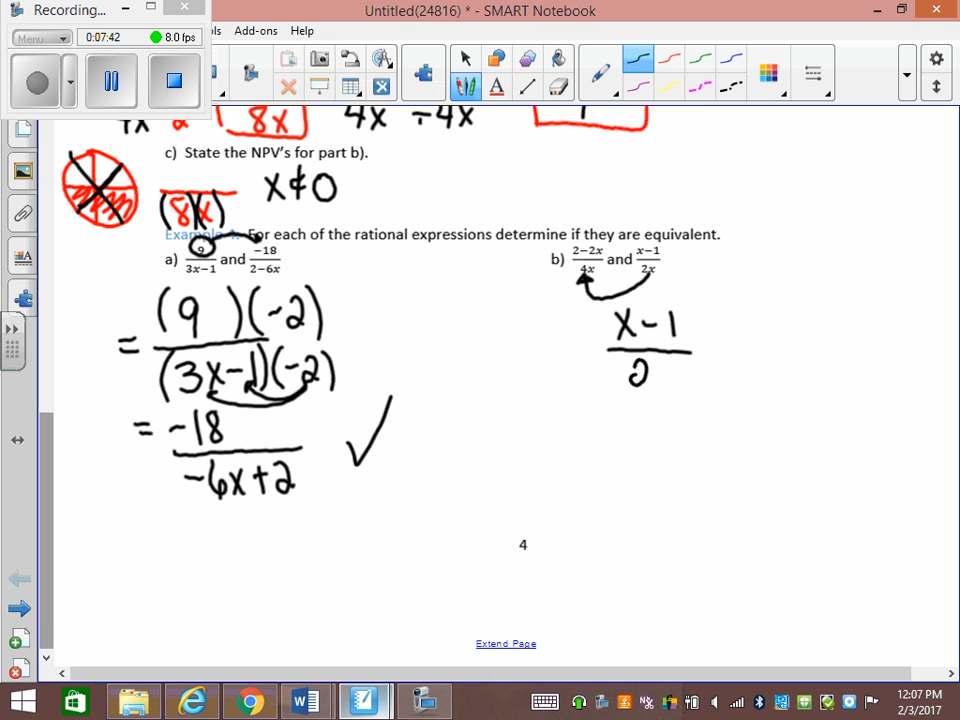 Recording...
Untitled(24816) * - SMART Notebook
Menu
0:07:42
8.0 fps
Add-ons Help
8x 4x ÷4x
c) State the NPV's for part b).
x ≠ 0
(8)(x)
Example 4: For each of the rational expressions determine if they are equivalent.
a) 9/3x−1 and −18/2−6x
b) 2−2x/4x and x−1/2x
= (9 )(-2)
(3x-1)(-2)
= -18
-6x+2
✓
x-1
2
4
Extend Page
12:07 PM
2/3/2017